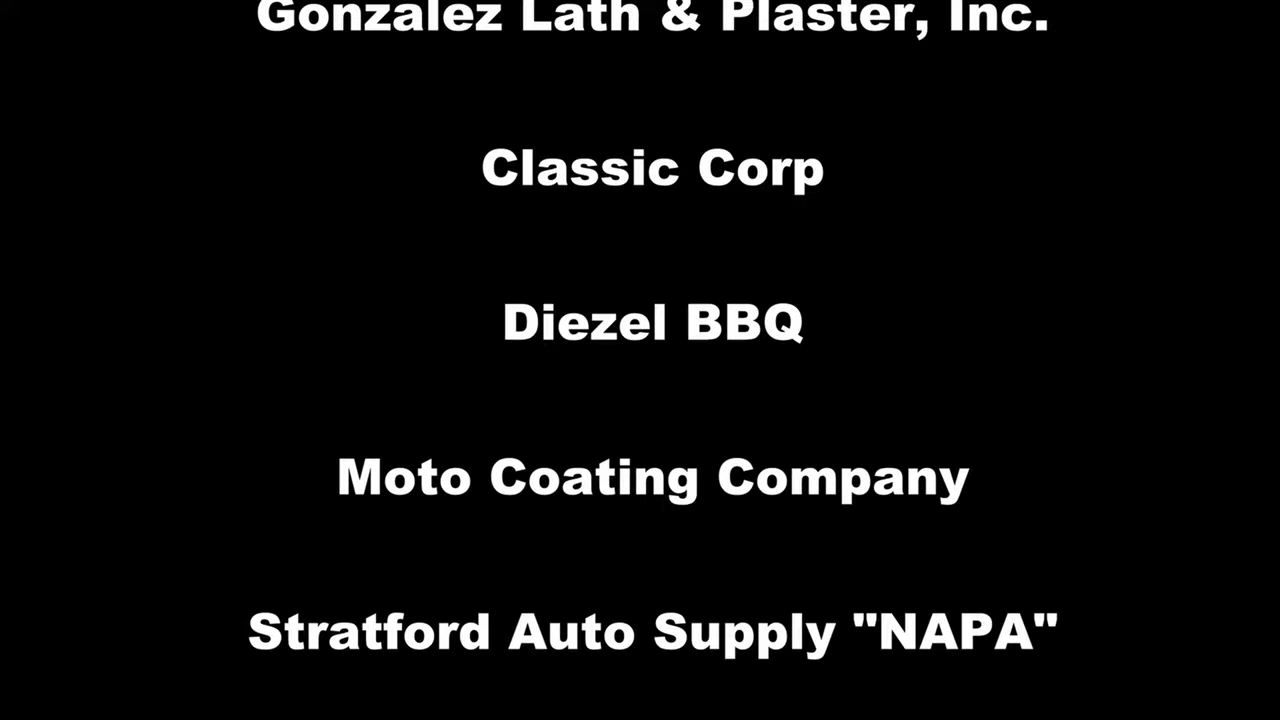 Gonzalez Lath & Plaster, Inc.
Classic Corp
Diezel BBQ
Moto Coating Company
Stratford Auto Supply "NAPA"